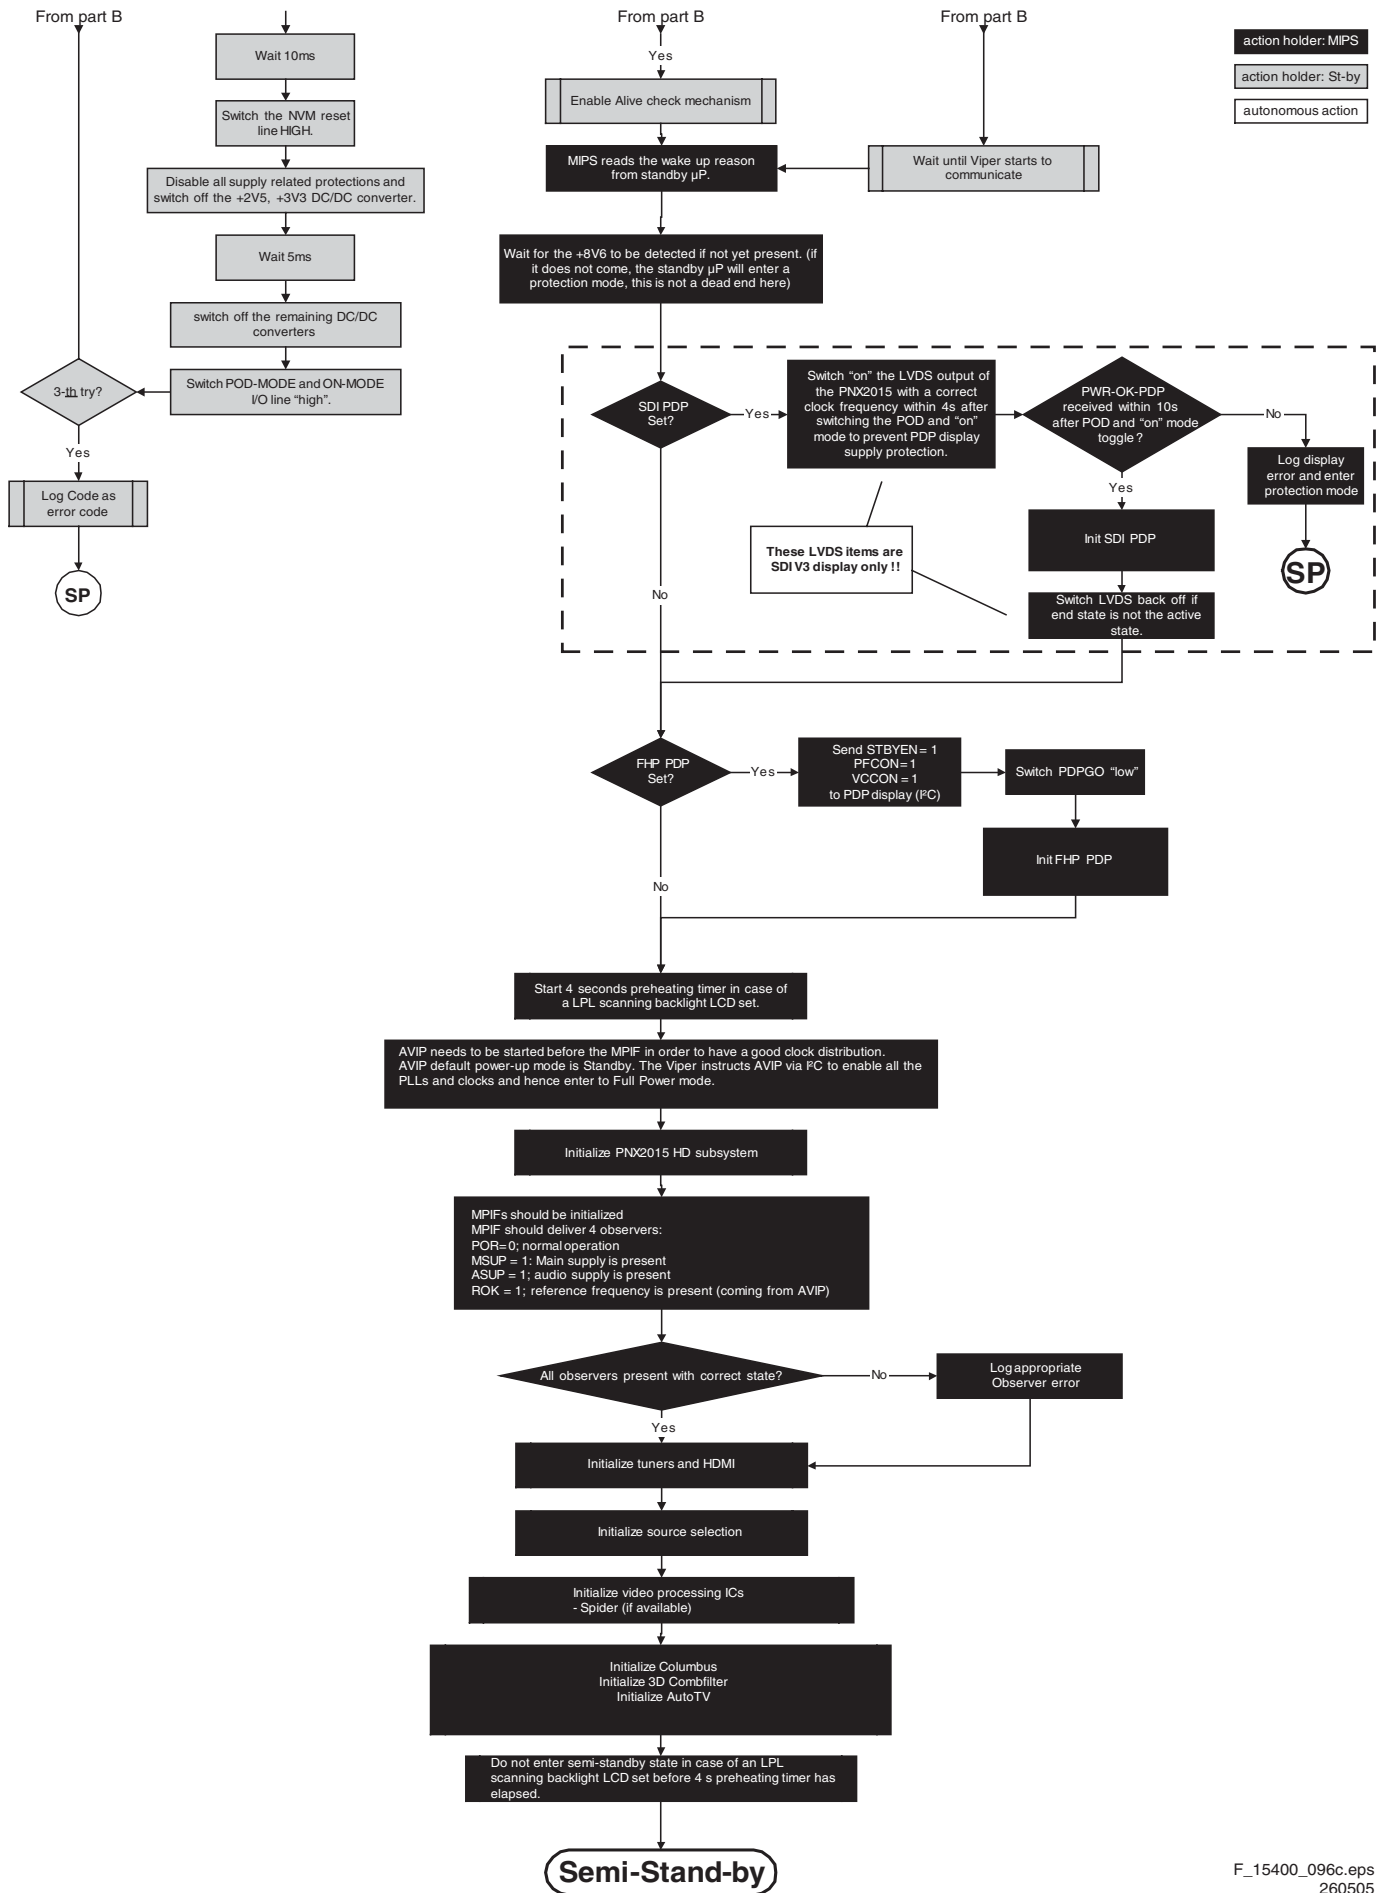 From part B
From part B
From part B
Wait 10ms
Switch the NVM reset
line HIGH.
Disable all supply related protections and
switch off the +2V5, +3V3 DC/DC converter.
Wait 5ms
switch off the remaining DC/DC
converters
Switch POD-MODE and ON-MODE
I/O line “high”.
3-th try?
Yes
Log Code as
error code
SP
Yes
Enable Alive check mechanism
MIPS reads the wake up reason
from standby µP.
Wait until Viper starts to
communicate
action holder: MIPS
action holder: St-by
autonomous action
Wait for the +8V6 to be detected if not yet present. (if
it does not come, the standby µP will enter a
protection mode, this is not a dead end here)
SDI PDP
Set?
Yes
Switch “on” the LVDS output of
the PNX2015 with a correct
clock frequency within 4s after
switching the POD and “on”
mode to prevent PDP display
supply protection.
PWR-OK-PDP
received within 10s
after POD and “on” mode
toggle ?
No
Log display
error and enter
protection mode
SP
Yes
Init SDI PDP
These LVDS items are
SDI V3 display only !!
Switch LVDS back off if
end state is not the active
state.
No
FHP PDP
Set?
Yes
Send STBYEN = 1
PFCON = 1
VCCON = 1
to PDP display (I²C)
Switch PDPGO “low”
Init FHP PDP
No
Start 4 seconds preheating timer in case of
a LPL scanning backlight LCD set.
AVIP needs to be started before the MPIF in order to have a good clock distribution.
AVIP default power-up mode is Standby. The Viper instructs AVIP via I²C to enable all the
PLLs and clocks and hence enter to Full Power mode.
Initialize PNX2015 HD subsystem
MPIFs should be initialized
MPIF should deliver 4 observers:
POR= 0; normal operation
MSUP = 1: Main supply is present
ASUP = 1; audio supply is present
ROK = 1; reference frequency is present (coming from AVIP)
All observers present with correct state?
No
Log appropriate
Observer error
Yes
Initialize tuners and HDMI
Initialize source selection
Initialize video processing ICs
- Spider (if available)
Initialize Columbus
Initialize 3D Combfilter
Initialize AutoTV
Do not enter semi-standby state in case of an LPL
scanning backlight LCD set before 4 s preheating timer has
elapsed.
Semi-Stand-by
F_15400_096c.eps
260505